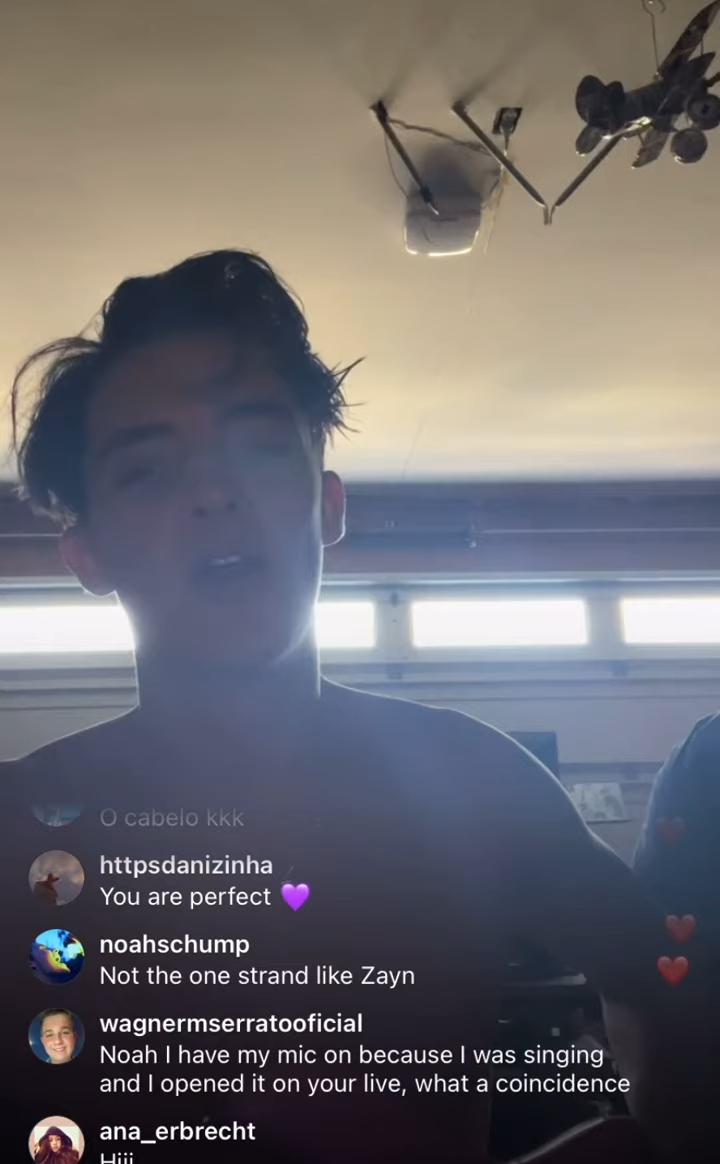 O cabelo kkk
httpsdanizinha
You are perfect 💜
noahschump
Not the one strand like Zayn
wagnermserratooficial
Noah I have my mic on because I was singing
and I opened it on your live, what a coincidence
ana_erbrecht
Hiii